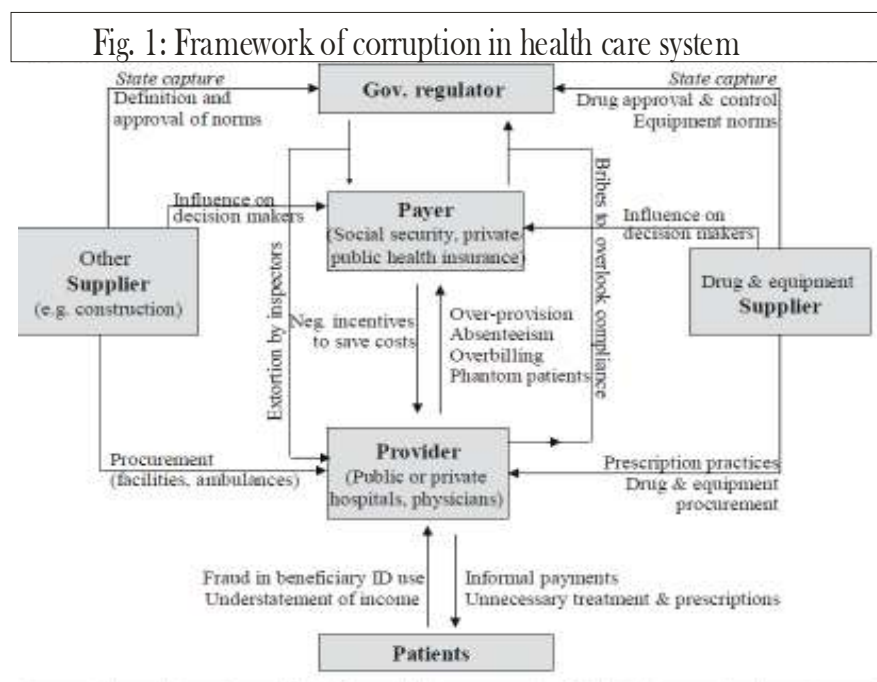 Fig. 1: Framework of corruption in health care system
State capture
Definition and
approval of norms
Gov. regulator
State capture
Drug approval & control
Equipment norms
Influence on
decision makers
Payer
(Social security, private
public health insurance)
Influence on
decision makers
Other
Supplier
(e.g. construction)
Extortion by inspectors
Neg. incentives
to save costs
Over-provision
Absenteeism
Overbilling
Phantom patients
Bribes to overlook compliance
Drug & equipment
Supplier
Procurement
(facilities, ambulances)
Provider
(Public or private
hospitals, physicians)
Prescription practices
Drug & equipment
procurement
Fraud in beneficiary ID use
Understatement of income
Informal payments
Unnecessary treatment & prescriptions
Patients